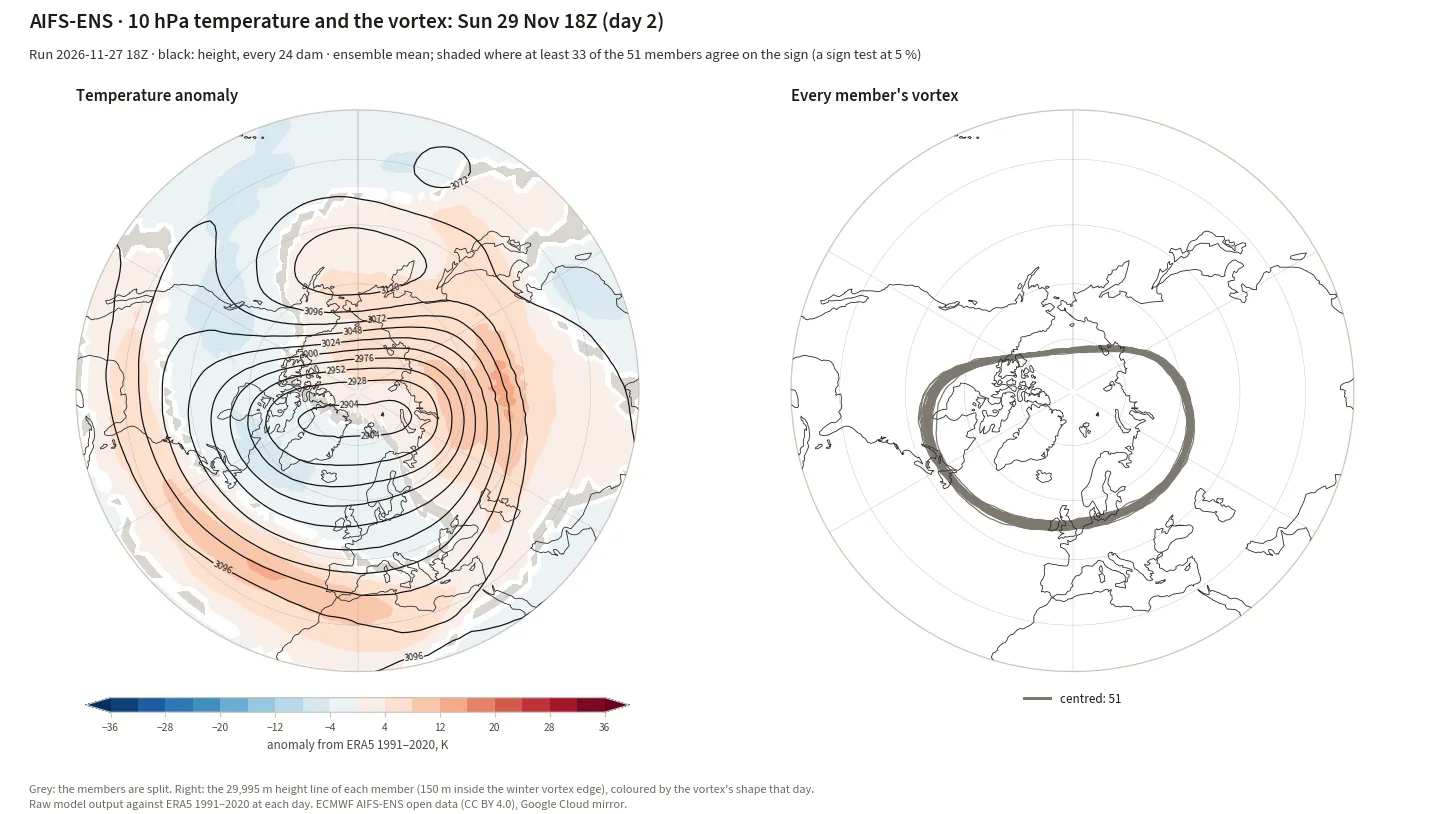 AIFS-ENS · 10 hPa temperature and the vortex: Sun 29 Nov 18Z (day 2)
Run 2026-11-27 18Z · black: height, every 24 dam · ensemble mean; shaded where at least 33 of the 51 members agree on the sign (a sign test at 5 %)
Temperature anomaly
Every member's vortex
3072
3120
3096
3072
3048
3024
3000
2976
2952
2928
2904
2904
3096
3096
centred: 51
−36 −28 −20 −12 −4 4 12 20 28 36
anomaly from ERA5 1991–2020, K
Grey: the members are split. Right: the 29,995 m height line of each member (150 m inside the winter vortex edge), coloured by the vortex's shape that day.
Raw model output against ERA5 1991–2020 at each day. ECMWF AIFS-ENS open data (CC BY 4.0), Google Cloud mirror.